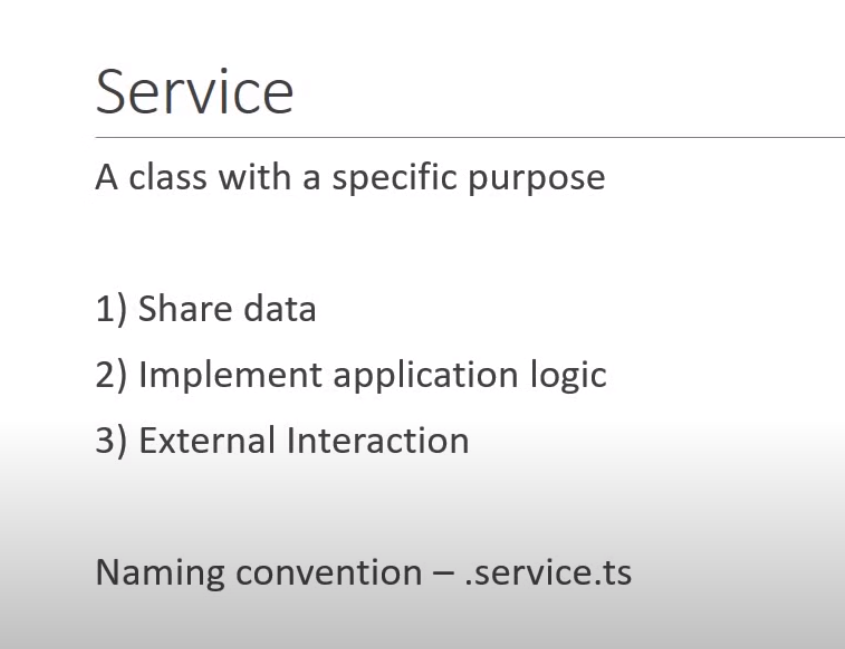 Service
A class with a specific purpose
1) Share data
2) Implement application logic
3) External Interaction
Naming convention – .service.ts